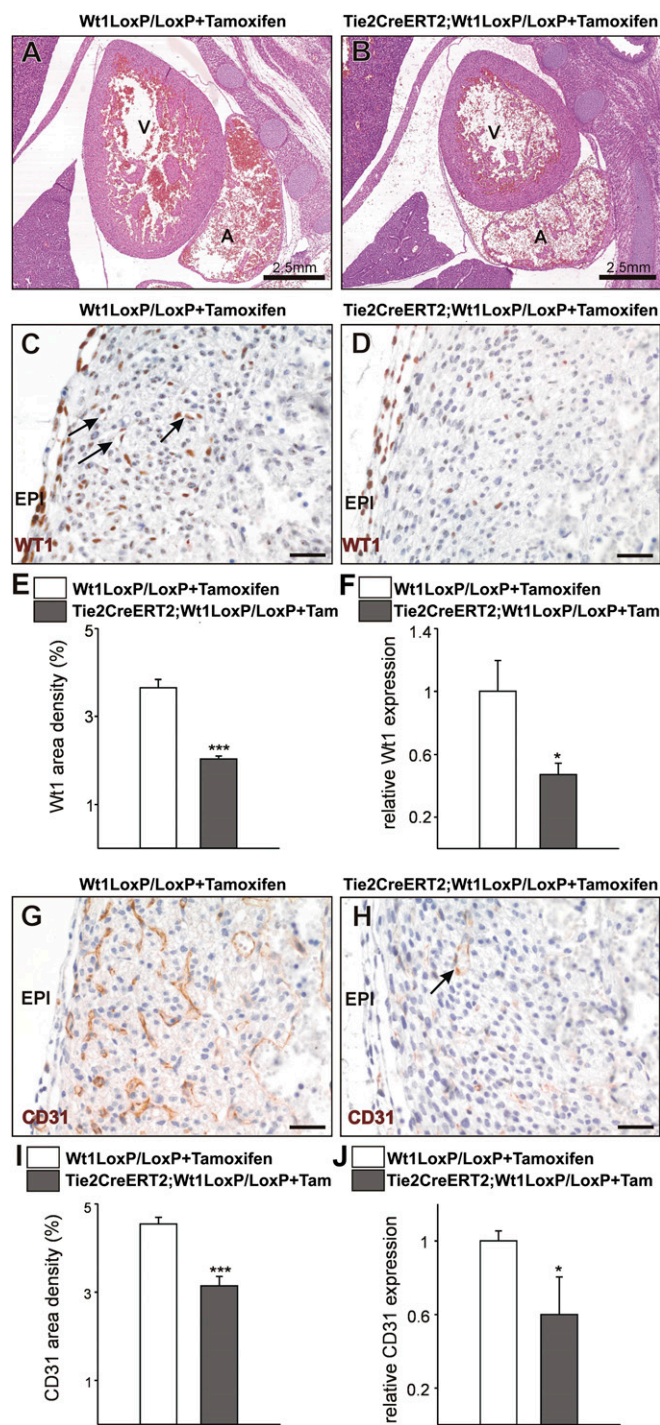 Wt1LoxP/LoxP+Tamoxifen
Tie2CreERT2;Wt1LoxP/LoxP+Tamoxifen
A
V
A
2.5mm
B
V
A
2.5mm
Wt1LoxP/LoxP+Tamoxifen
Tie2CreERT2;Wt1LoxP/LoxP+Tamoxifen
C
EPI
WT1
D
EPI
WT1
E
Wt1LoxP/LoxP+Tamoxifen
Tie2CreERT2;Wt1LoxP/LoxP+Tam
Wt1 area density (%)
5
3
1
***
F
Wt1LoxP/LoxP+Tamoxifen
Tie2CreERT2;Wt1LoxP/LoxP+Tam
relative Wt1 expression
1.4
1
0.6
0.2
*
Wt1LoxP/LoxP+Tamoxifen
Tie2CreERT2;Wt1LoxP/LoxP+Tamoxifen
G
EPI
CD31
H
EPI
CD31
I
Wt1LoxP/LoxP+Tamoxifen
Tie2CreERT2;Wt1LoxP/LoxP+Tam
CD31 area density (%)
5
3
1
***
J
Wt1LoxP/LoxP+Tamoxifen
Tie2CreERT2;Wt1LoxP/LoxP+Tam
relative CD31 expression
1
0.6
0.2
*